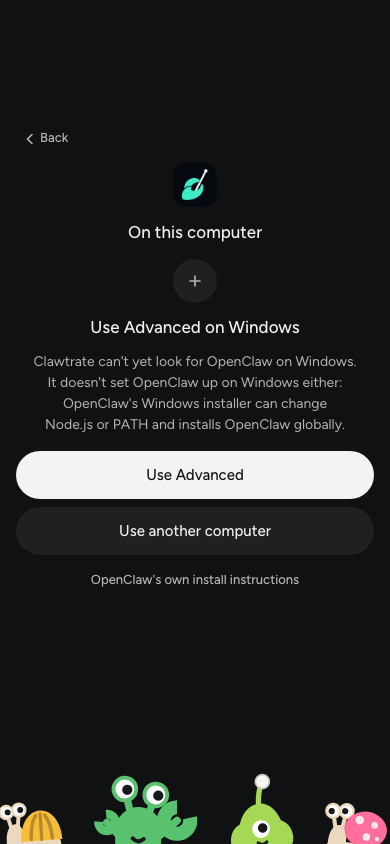 Back
On this computer
Use Advanced on Windows
Clawtrate can't yet look for OpenClaw on Windows.
It doesn't set OpenClaw up on Windows either:
OpenClaw's Windows installer can change
Node.js or PATH and installs OpenClaw globally.
Use Advanced
Use another computer
OpenClaw's own install instructions